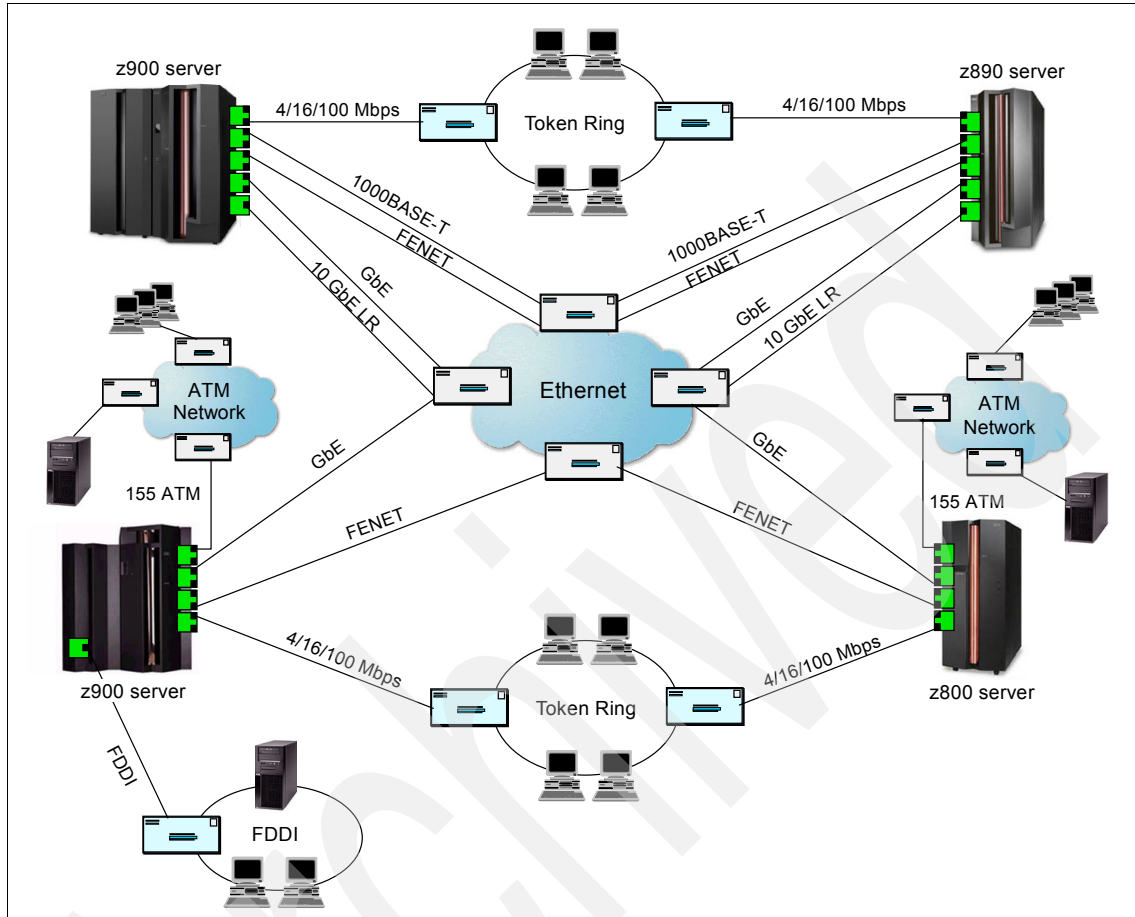 z900 server
z890 server
4/16/100 Mbps
Token Ring
4/16/100 Mbps
1000BASE-T
FENET
GbE
10 GbE LR
1000BASE-T
FENET
GbE
10 GbE LR
Ethernet
ATM
Network
ATM
Network
155 ATM
GbE
FENET
GbE
FENET
155 ATM
z900 server
z800 server
4/16/100 Mbps
Token Ring
4/16/100 Mbps
FDDI
FDDI